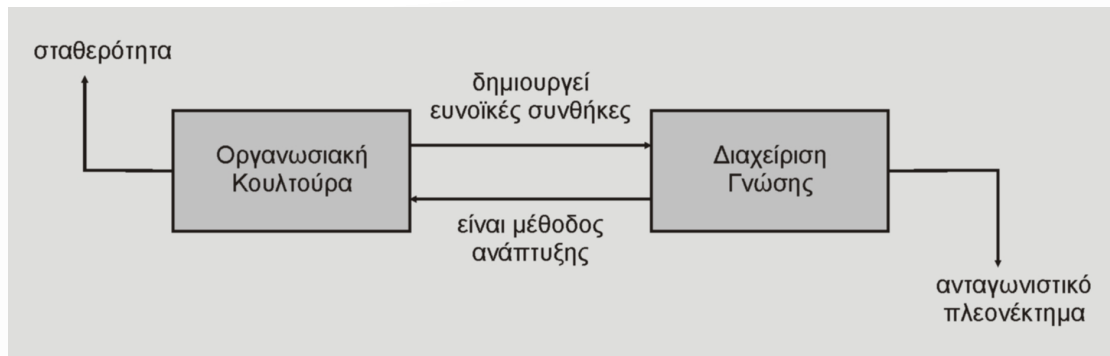 σταθερότητα
δημιουργεί
ευνοϊκές συνθήκες
Οργανωσιακή
Κουλτούρα
Διαχείριση
Γνώσης
είναι μέθοδος
ανάπτυξης
ανταγωνιστικό
πλεονέκτημα